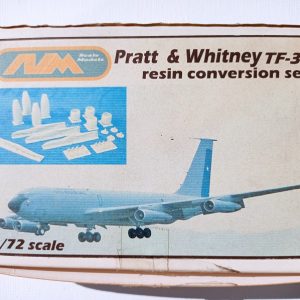 Scale
Models
Pratt & Whitney TF-3
resin conversion se
/72 scale